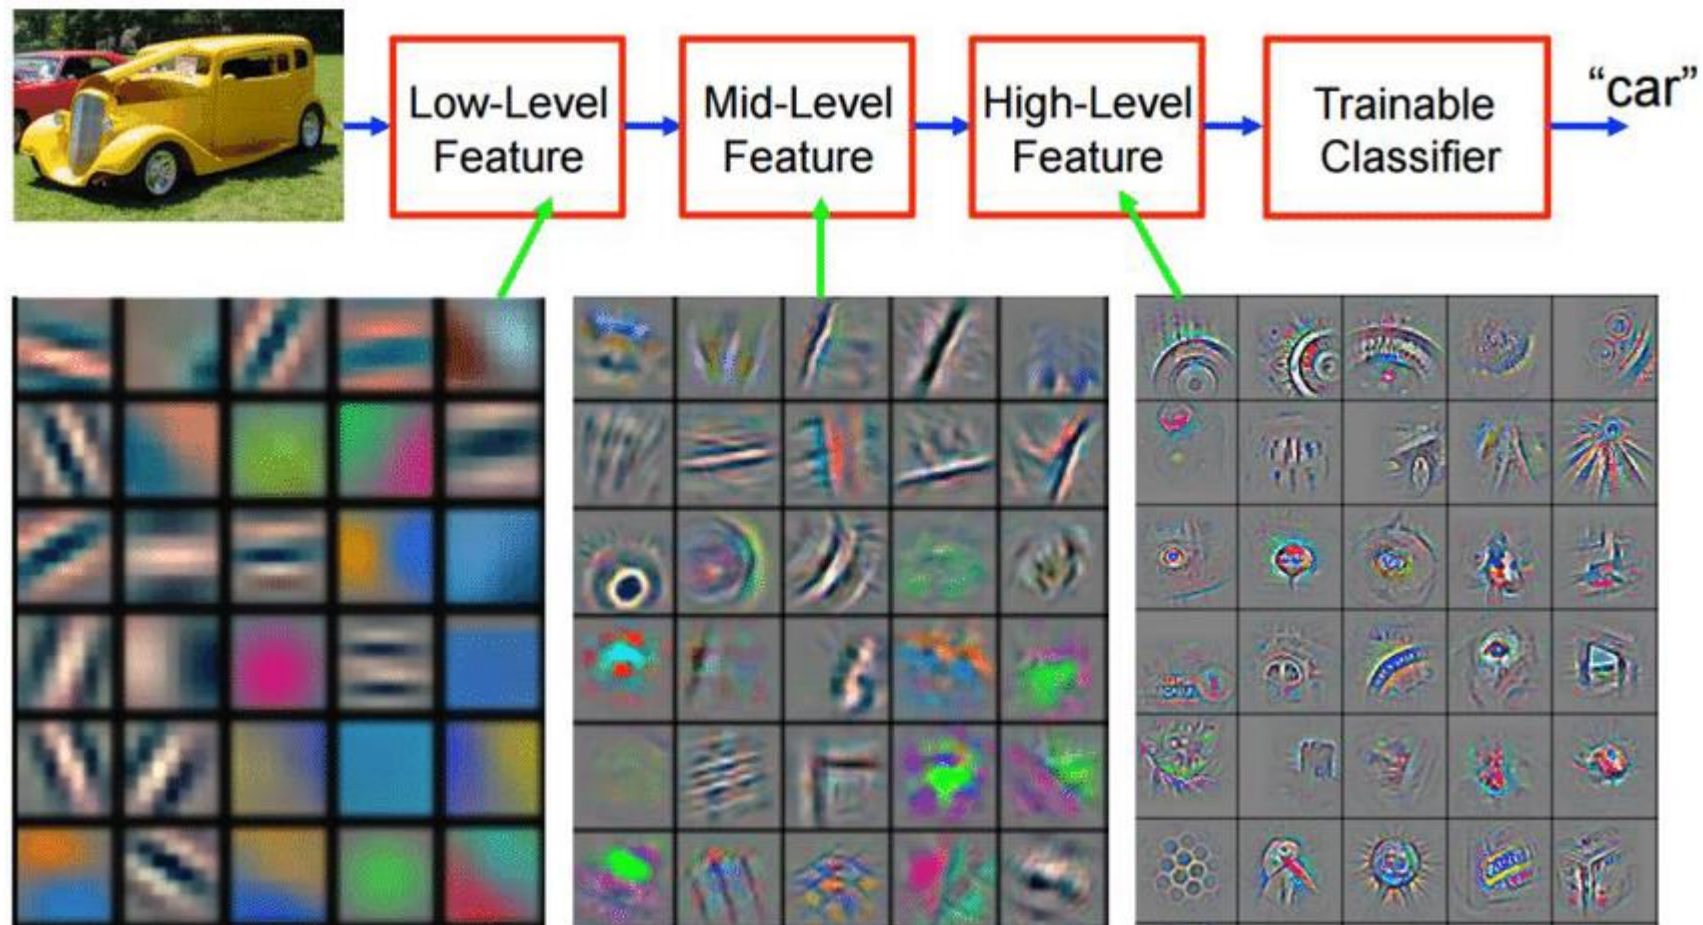 Low-Level
Feature
Mid-Level
Feature
High-Level
Feature
Trainable
Classifier
“car”